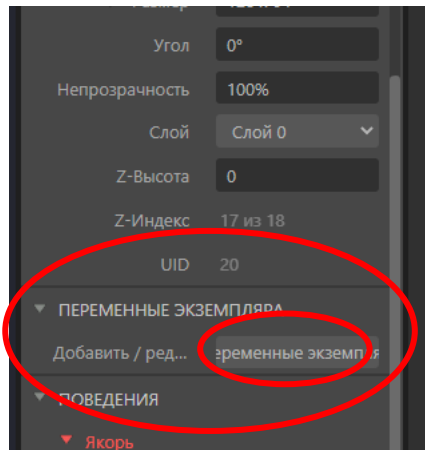 Угол 0°
Непрозрачность 100%
Слой Слой 0
Z-Высота 0
Z-Индекс 17 из 18
UID 20
ПЕРЕМЕННЫЕ ЭКЗЕМПЛЯРА
Добавить / ред... еременные экземпля
ПОВЕДЕНИЯ
Якорь